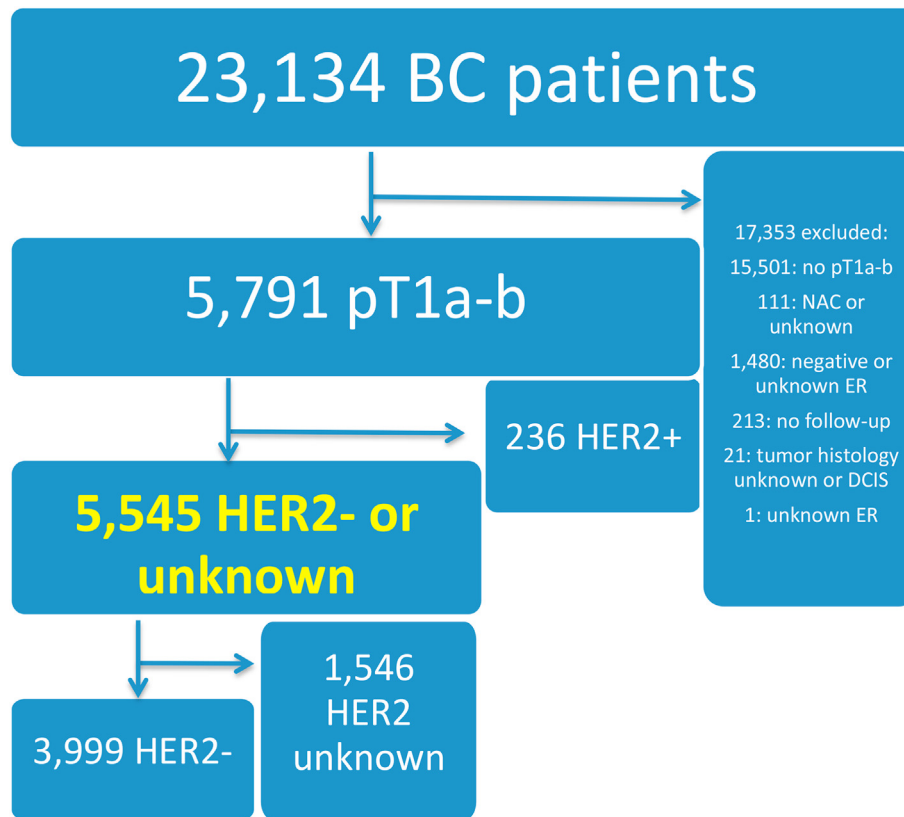 23,134 BC patients
17,353 excluded:
15,501: no pT1a-b
111: NAC or
unknown
1,480: negative or
unknown ER
213: no follow-up
21: tumor histology
unknown or DCIS
1: unknown ER
5,791 pT1a-b
236 HER2+
5,545 HER2- or
unknown
1,546
HER2
unknown
3,999 HER2-